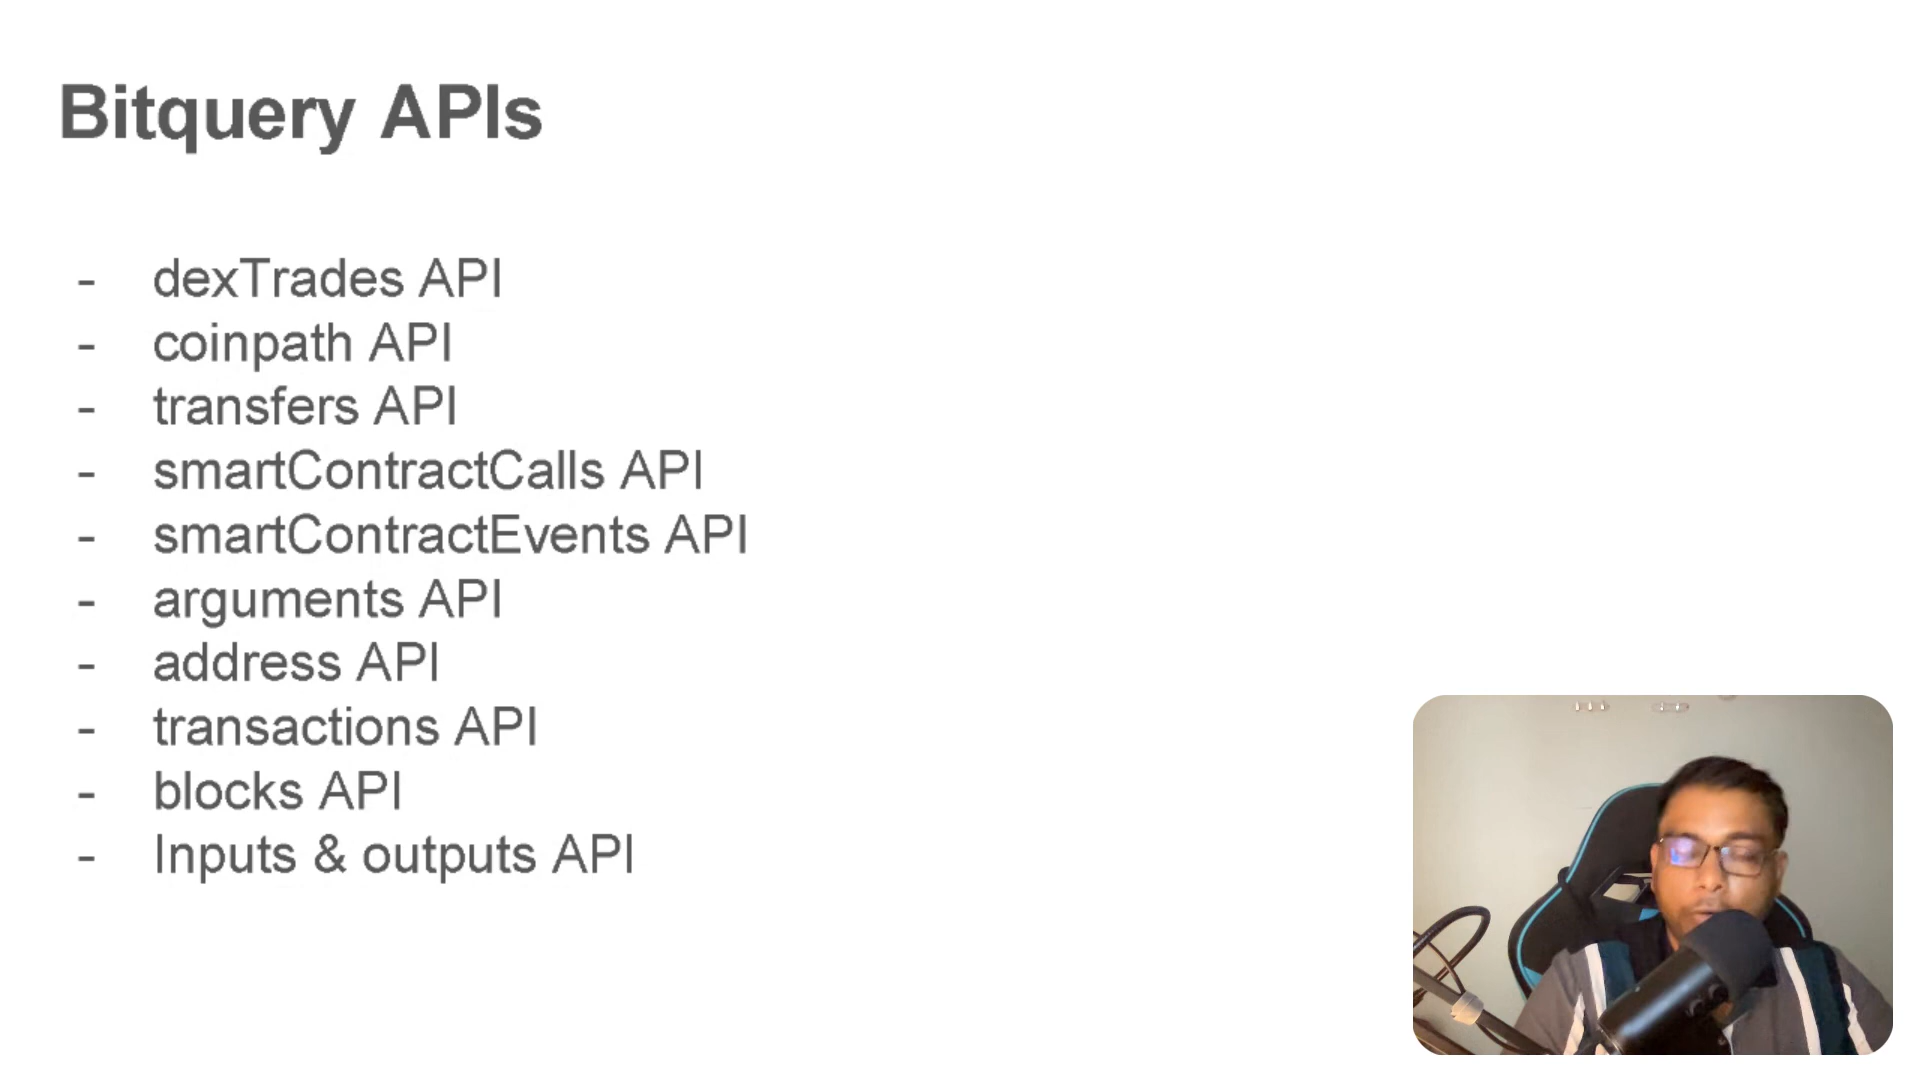 Bitquery APIs
- dexTrades API
- coinpath API
- transfers API
- smartContractCalls API
- smartContractEvents API
- arguments API
- address API
- transactions API
- blocks API
- Inputs & outputs API